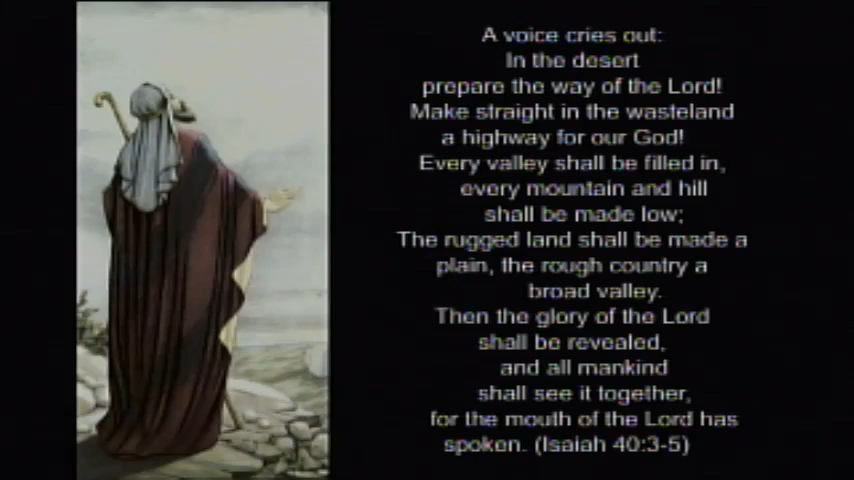 A voice cries out:
In the desert
prepare the way of the Lord!
Make straight in the wasteland
a highway for our God!
Every valley shall be filled in,
every mountain and hill
shall be made low;
The rugged land shall be made a
plain, the rough country a
broad valley.
Then the glory of the Lord
shall be revealed,
and all mankind
shall see it together,
for the mouth of the Lord has
spoken. (Isaiah 40:3-5)